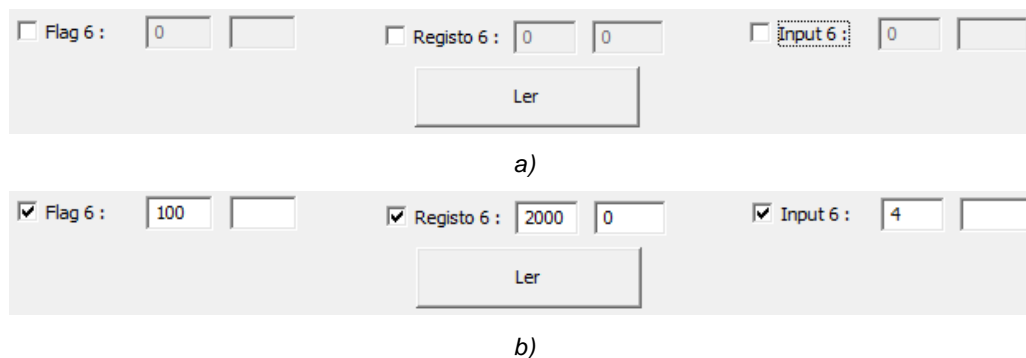 Flag 6 : 0 Registo 6 : 0 0 Input 6 : 0
Ler
a)
Flag 6 : 100 Registo 6 : 2000 0 Input 6 : 4
Ler
b)